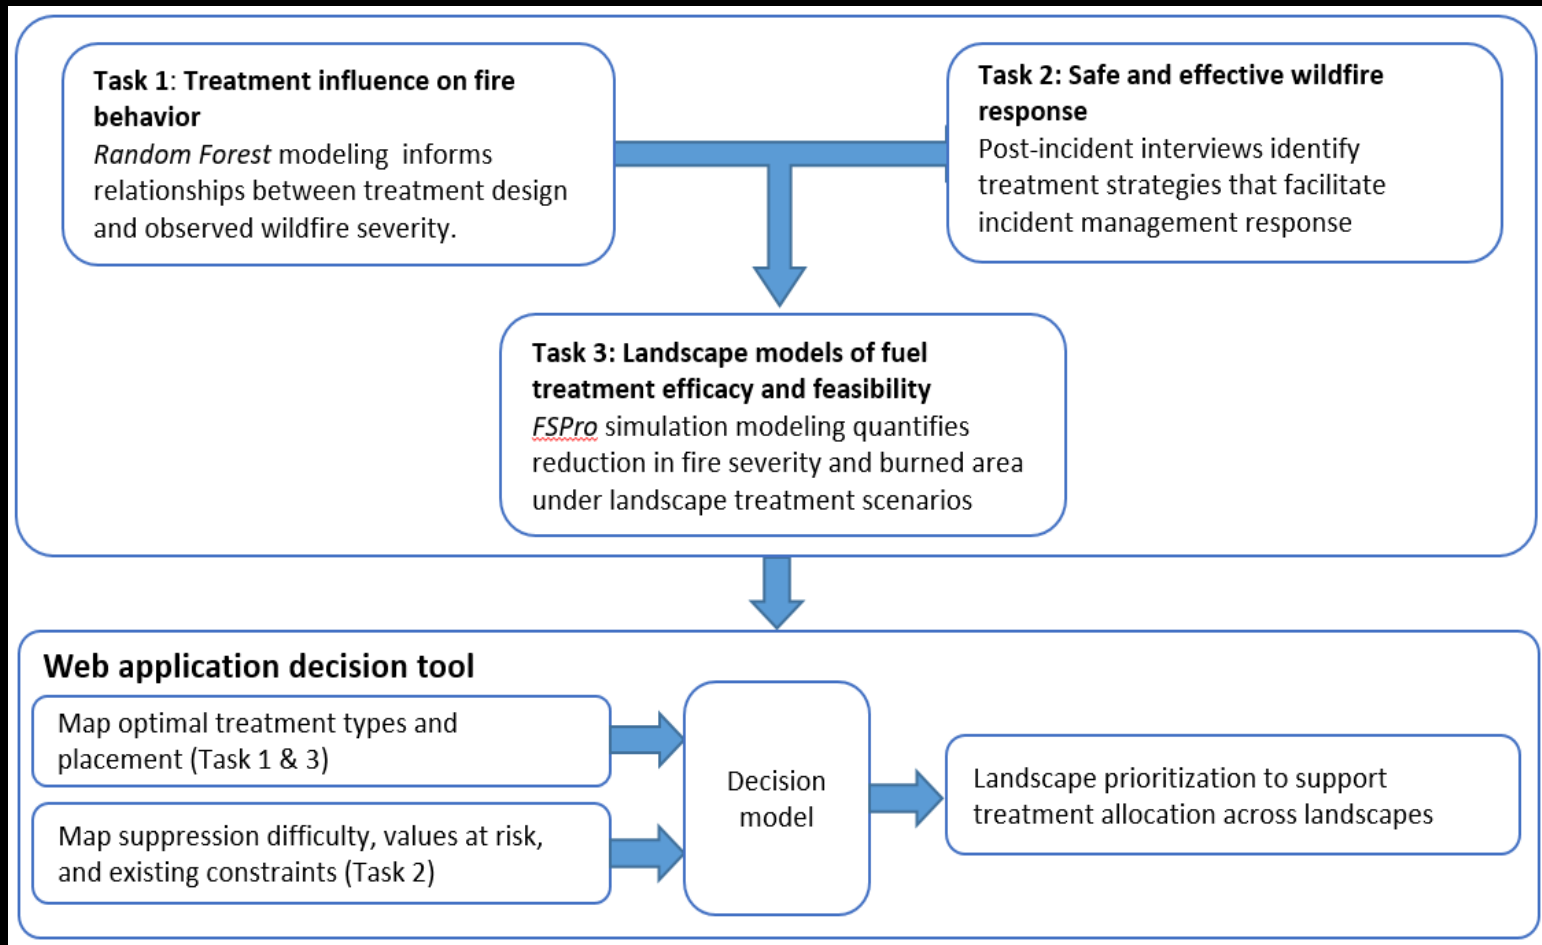 Task 1: Treatment influence on fire
behavior
Random Forest modeling  informs
relationships between treatment design
and observed wildfire severity.
Task 2: Safe and effective wildfire
response
Post-incident interviews identify
treatment strategies that facilitate
incident management response
Task 3: Landscape models of fuel
treatment efficacy and feasibility
FSPro simulation modeling quantifies
reduction in fire severity and burned area
under landscape treatment scenarios
Web application decision tool
Map optimal treatment types and
placement (Task 1 & 3)
Map suppression difficulty, values at risk,
and existing constraints (Task 2)
Decision
model
Landscape prioritization to support
treatment allocation across landscapes